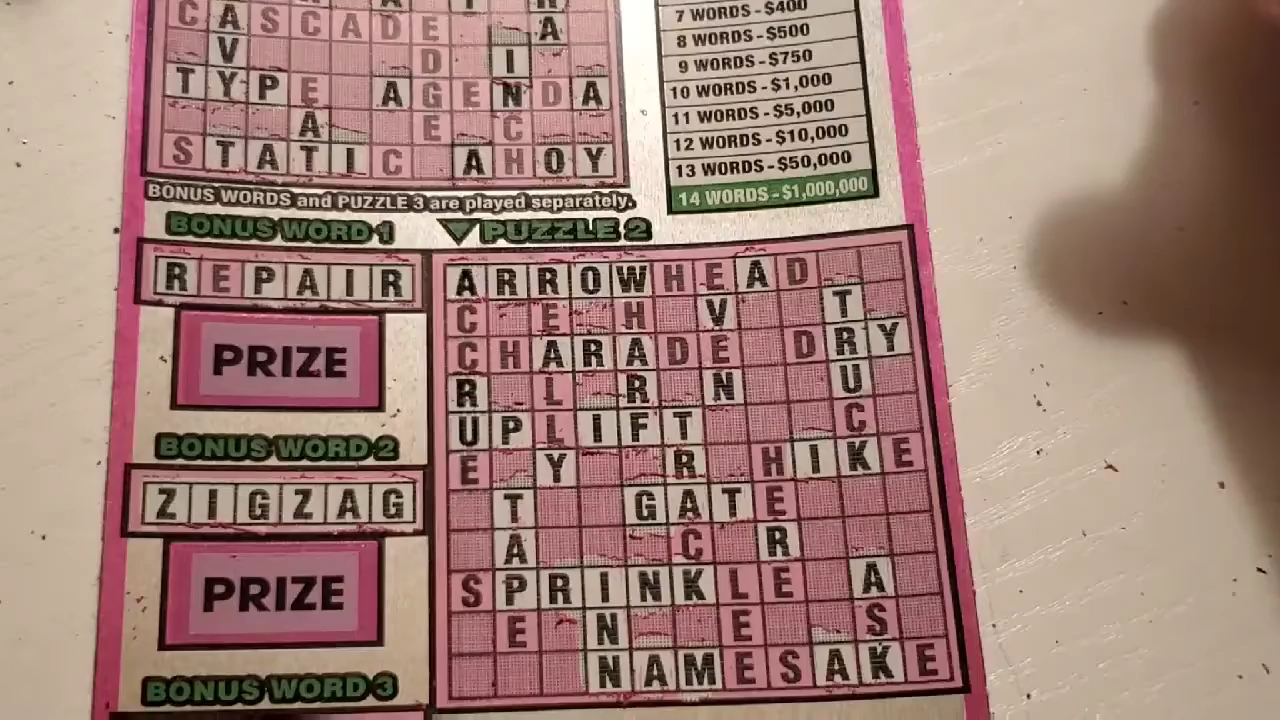 7 WORDS - $400
8 WORDS - $500
9 WORDS - $750
10 WORDS - $1,000
11 WORDS - $5,000
12 WORDS - $10,000
13 WORDS - $50,000
14 WORDS - $1,000,000
CASCADE A
V D I
TYPE AGENDA
A E C
STATIC AHOY
BONUS WORDS and PUZZLE 3 are played separately.
BONUS WORD 1
REPAIR
PRIZE
BONUS WORD 2
ZIGZAG
PRIZE
BONUS WORD 3
PUZZLE 2
ARROWHEAD
C E H V T
CHARADE DRY
R L R N U
UPLIFT C
E Y R HIKE
T GATE
A C R
SPRINKLE A
E N E S
NAMESAKE